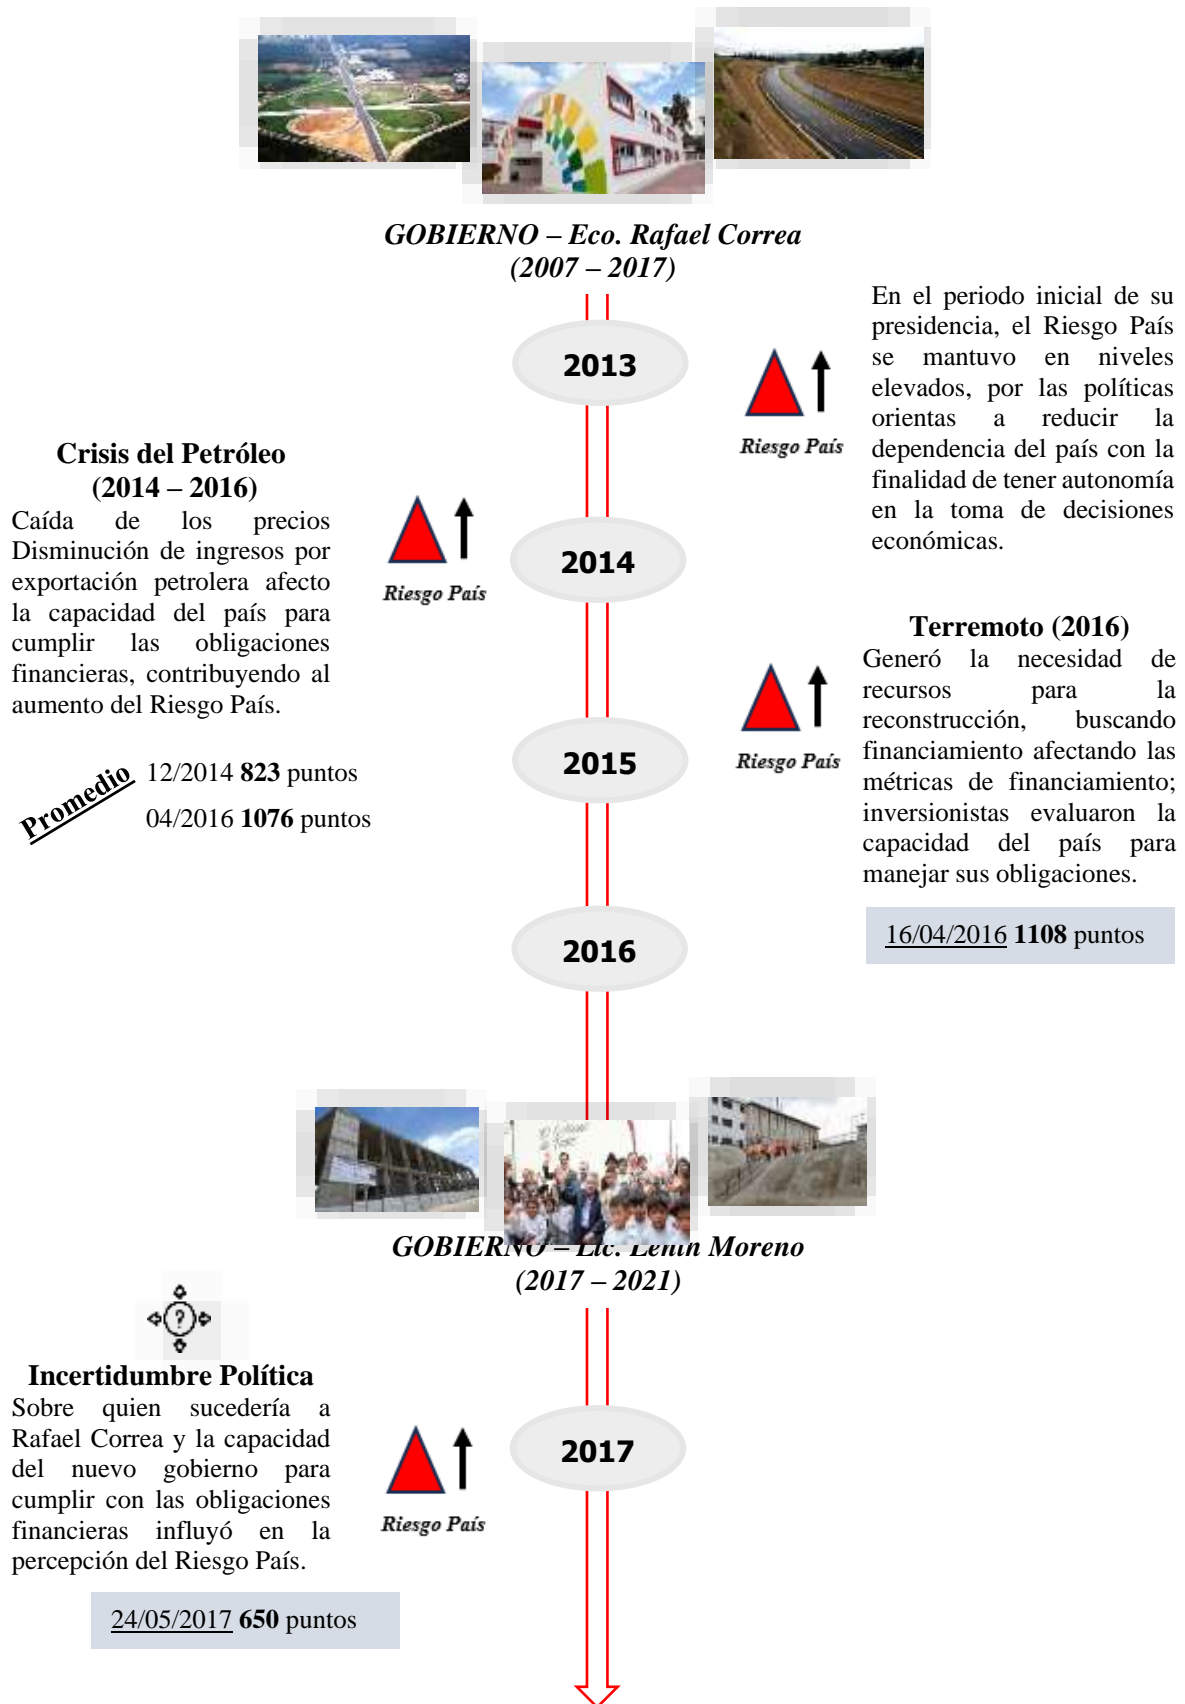 GOBIERNO – Eco. Rafael Correa
(2007 – 2017)
2013
Riesgo País
En el periodo inicial de su
presidencia, el Riesgo País
se mantuvo en niveles
elevados, por las políticas
orientas a reducir la
dependencia del país con la
finalidad de tener autonomía
en la toma de decisiones
económicas.
Crisis del Petróleo
(2014 – 2016)
Caída de los precios
Disminución de ingresos por
exportación petrolera afecto
la capacidad del país para
cumplir las obligaciones
financieras, contribuyendo al
aumento del Riesgo País.
Riesgo País
2014
Promedio
12/2014 823 puntos
04/2016 1076 puntos
Terremoto (2016)
Generó la necesidad de
recursos para la
reconstrucción, buscando
financiamiento afectando las
métricas de financiamiento;
inversionistas evaluaron la
capacidad del país para
manejar sus obligaciones.
Riesgo País
2015
16/04/2016 1108 puntos
2016
GOBIERNO – Lic. Lenin Moreno
(2017 – 2021)
?
Incertidumbre Política
Sobre quien sucedería a
Rafael Correa y la capacidad
del nuevo gobierno para
cumplir con las obligaciones
financieras influyó en la
percepción del Riesgo País.
Riesgo País
2017
24/05/2017 650 puntos